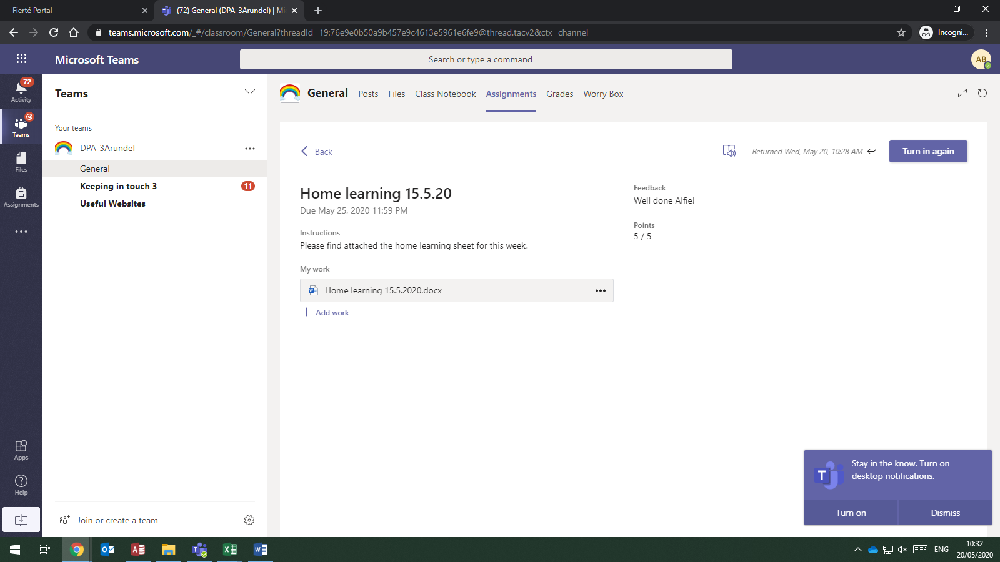 Fierté Portal
(72) General (DPA_3Arundel) | Mi
teams.microsoft.com/_#/classroom/General?threadId=19:76e9e0b50a9b457e9c4613e5961e6fe9@thread.tacv2&ctx=channel
Incogni...
Microsoft Teams
Search or type a command
AB
72
Activity
@
Teams
Files
Assignments
Apps
Help
Teams
Your teams
DPA_3Arundel
General
Keeping in touch 3
11
Useful Websites
Join or create a team
General
Posts
Files
Class Notebook
Assignments
Grades
Worry Box
Back
Returned Wed, May 20, 10:28 AM
Turn in again
Home learning 15.5.20
Due May 25, 2020 11:59 PM
Instructions
Please find attached the home learning sheet for this week.
My work
Home learning 15.5.2020.docx
Add work
Feedback
Well done Alfie!
Points
5 / 5
T
Stay in the know. Turn on
desktop notifications.
Turn on
Dismiss
ENG
10:32
20/05/2020